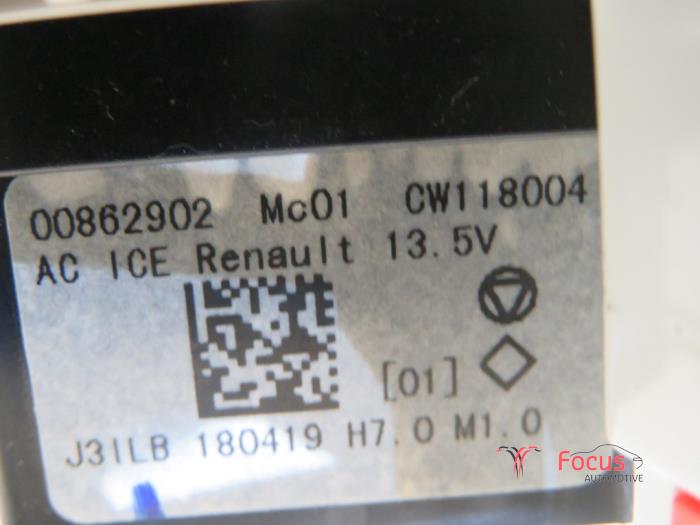 00862902 Mc01 CW118004
AC ICE Renault 13.5V
[01]
J3ILB 180419 H7.0 M1.0
Focus
AUTOMOTIVE